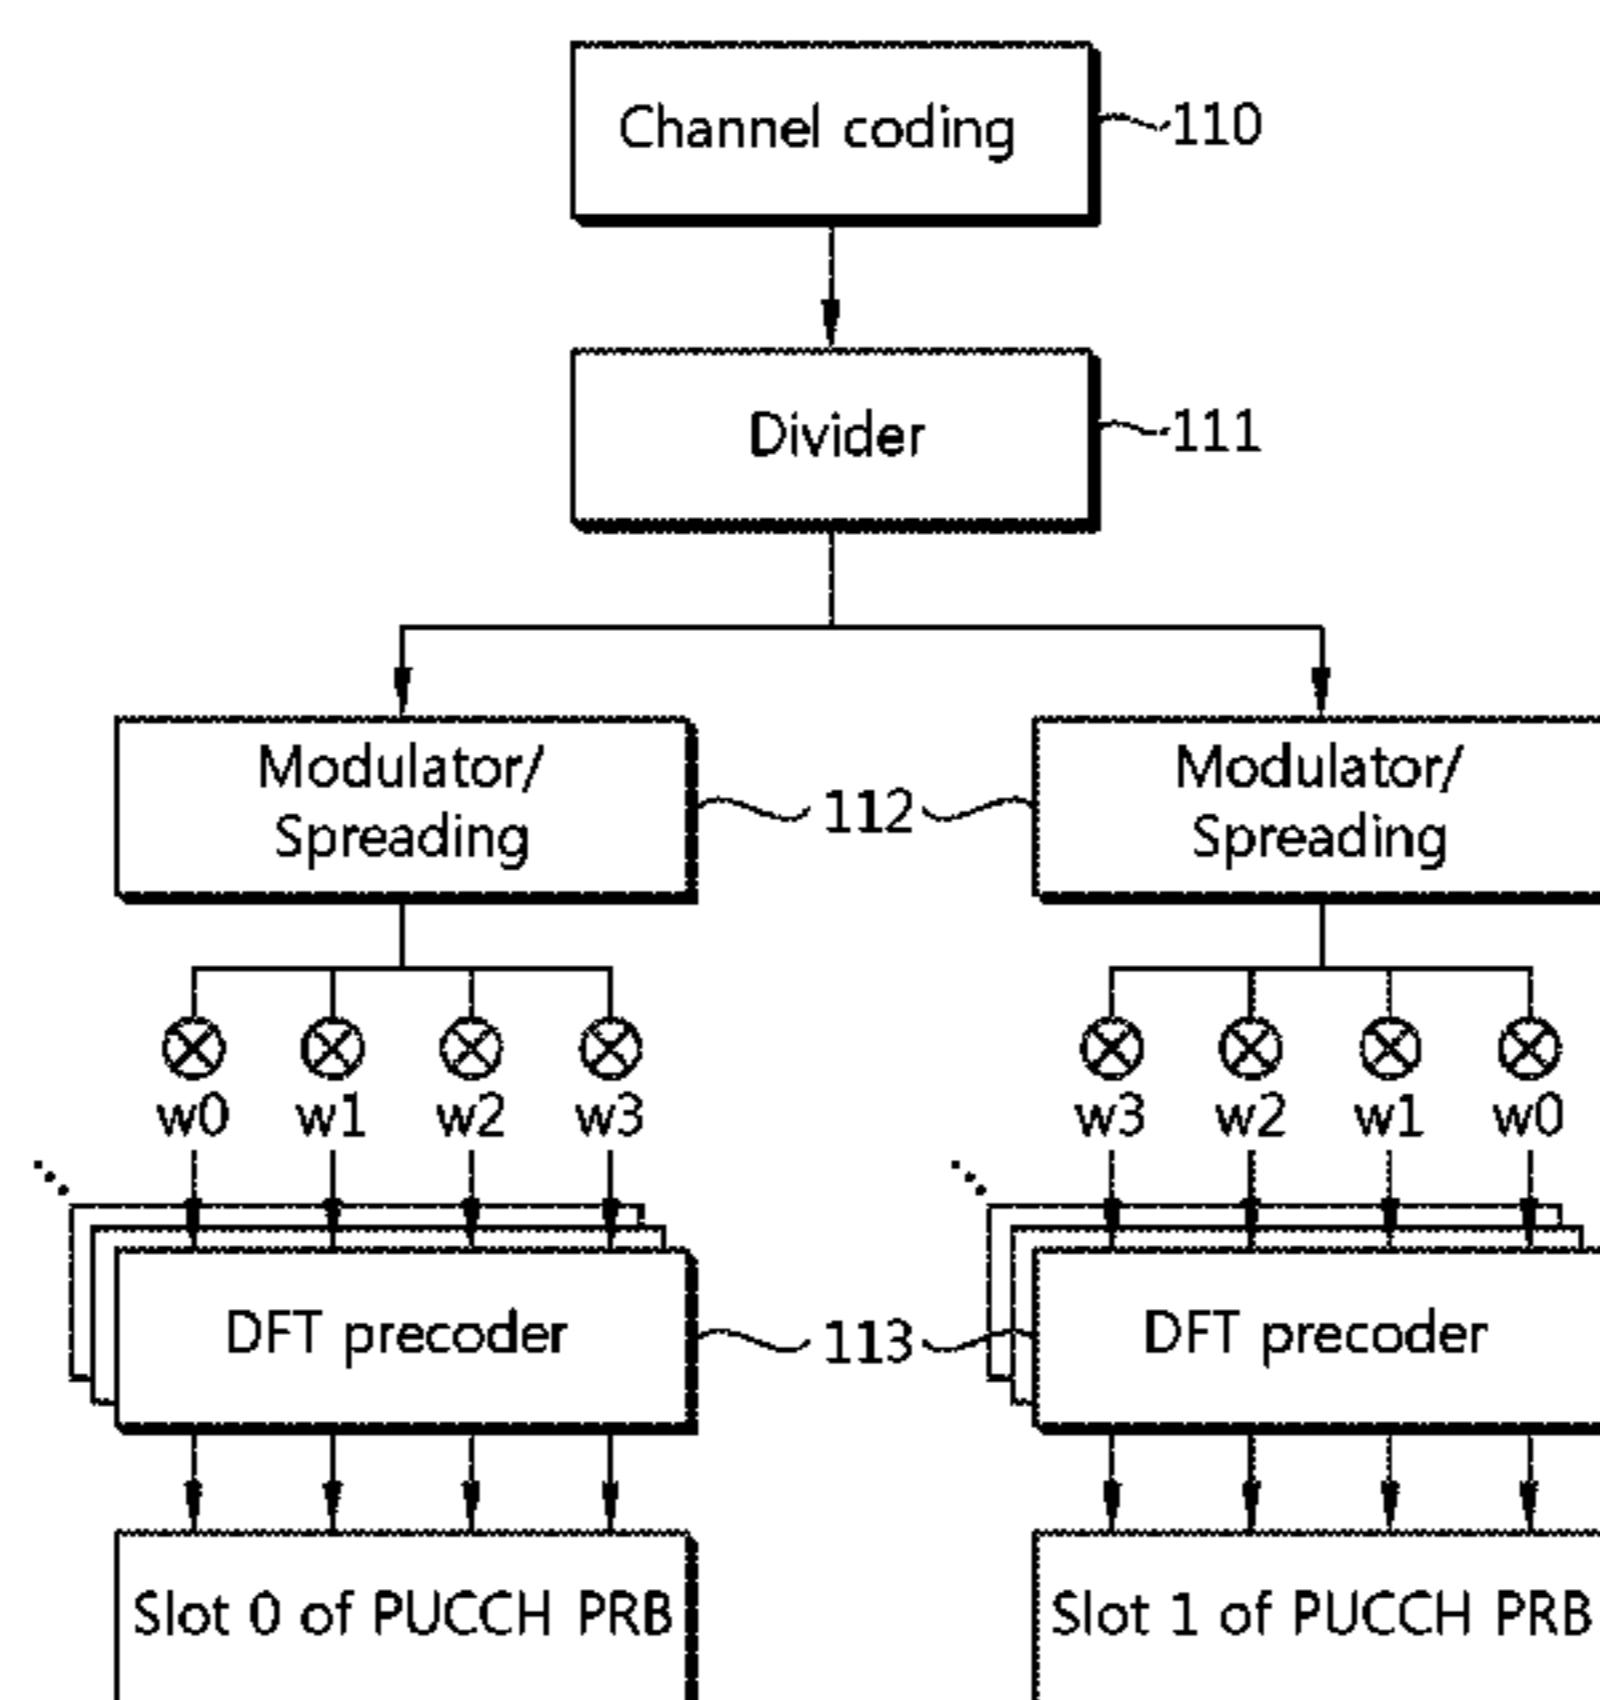 Channel coding
110
Divider
111
Modulator/
Spreading
112
Modulator/
Spreading
w0 w1 w2 w3
w3 w2 w1 w0
DFT precoder
113
DFT precoder
Slot 0 of PUCCH PRB
Slot 1 of PUCCH PRB